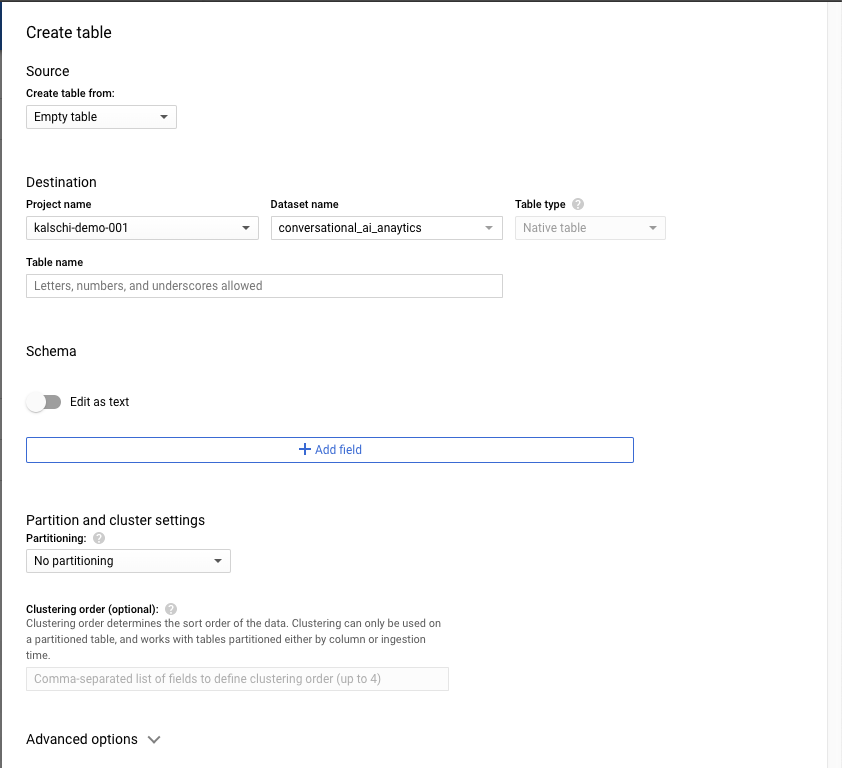 Create table
Source
Create table from:
Empty table
Destination
Project name Dataset name Table type ?
kalschi-demo-001 conversational_ai_anaytics Native table
Table name
Letters, numbers, and underscores allowed
Schema
Edit as text
+ Add field
Partition and cluster settings
Partitioning: ?
No partitioning
Clustering order (optional): ?
Clustering order determines the sort order of the data. Clustering can only be used on
a partitioned table, and works with tables partitioned either by column or ingestion
time.
Comma-separated list of fields to define clustering order (up to 4)
Advanced options